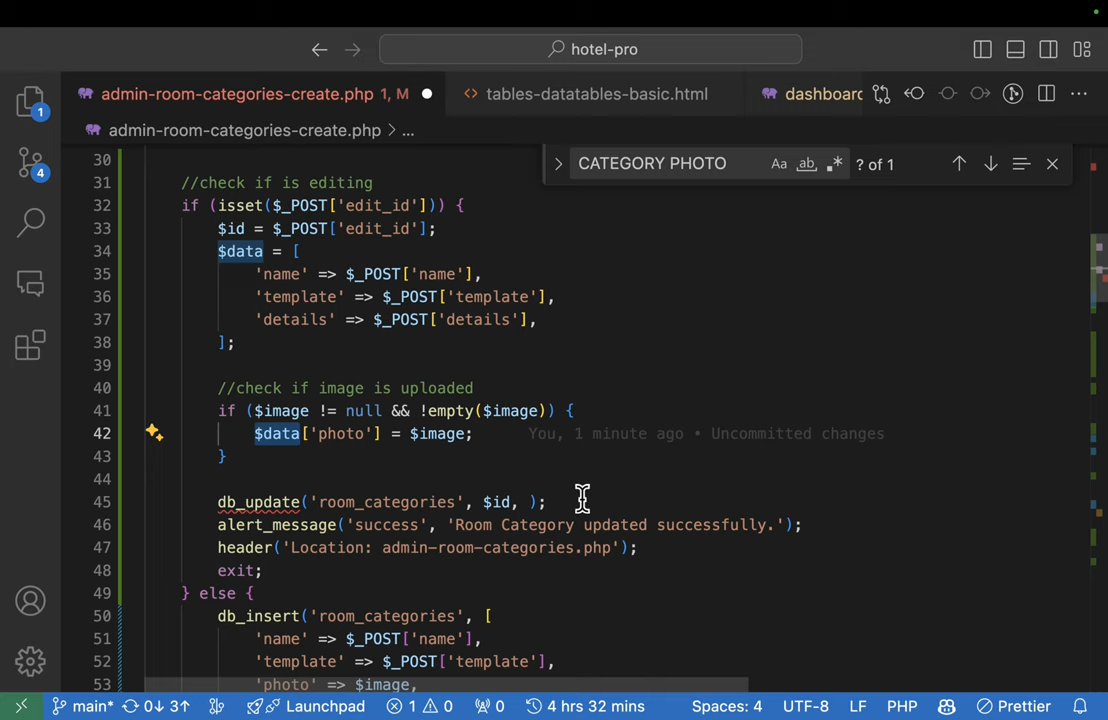 hotel-pro
admin-room-categories-create.php 1, M
tables-datatables-basic.html
dashboard
admin-room-categories-create.php > ...
CATEGORY PHOTO
Aa ab .* ? of 1
1
4
30
31 //check if is editing
32 if (isset($_POST['edit_id'])) {
33 $id = $_POST['edit_id'];
34 $data = [
35 'name' => $_POST['name'],
36 'template' => $_POST['template'],
37 'details' => $_POST['details'],
38 ];
39
40 //check if image is uploaded
41 if ($image != null && !empty($image)) {
42 $data['photo'] = $image; You, 1 minute ago • Uncommitted changes
43 }
44
45 db_update('room_categories', $id, );
46 alert_message('success', 'Room Category updated successfully.');
47 header('Location: admin-room-categories.php');
48 exit;
49 } else {
50 db_insert('room_categories', [
51 'name' => $_POST['name'],
52 'template' => $_POST['template'],
53 'photo' => $image,
main* 0↓ 3↑ Launchpad 1 0 0 4 hrs 32 mins Spaces: 4 UTF-8 LF PHP Prettier